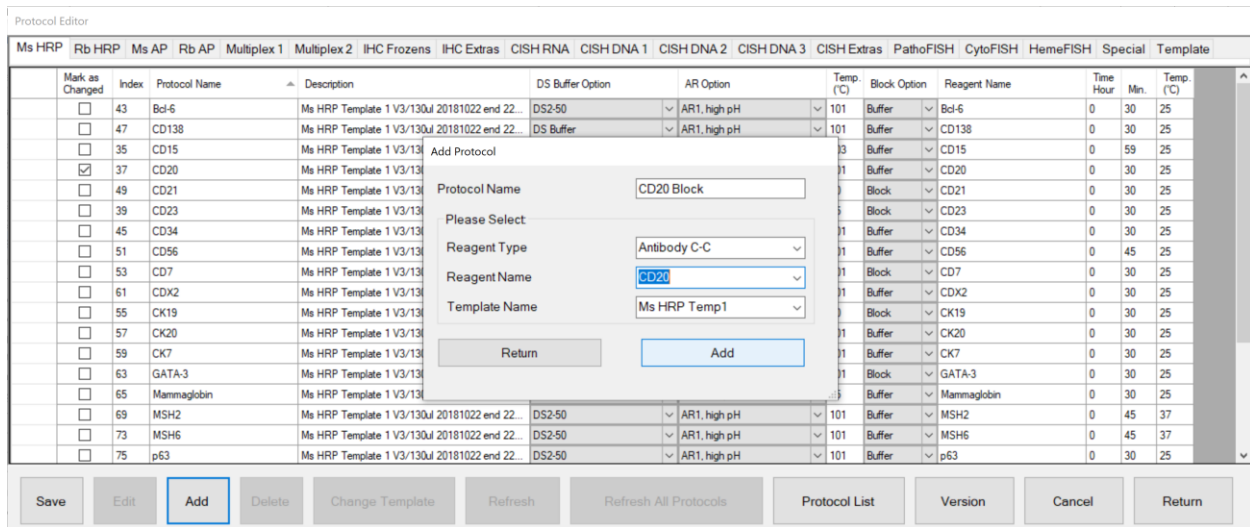 Protocol Editor
Ms HRP Rb HRP Ms AP Rb AP Multiplex 1 Multiplex 2 IHC Frozens IHC Extras CISH RNA CISH DNA 1 CISH DNA 2 CISH DNA 3 CISH Extras PathoFISH CytoFISH HemeFISH Special Template
Mark as Changed Index Protocol Name Description DS Buffer Option AR Option Temp. (°C) Block Option Reagent Name Time Hour Min. Temp. (°C)
43 Bcl-6 Ms HRP Template 1 V3/130ul 20181022 end 22... DS2-50 AR1, high pH 101 Buffer Bcl-6 0 30 25
47 CD138 Ms HRP Template 1 V3/130ul 20181022 end 22... DS Buffer AR1, high pH 101 Buffer CD138 0 30 25
35 CD15 Ms HRP Template 1 V3/130 Buffer CD15 0 59 25
37 CD20 Ms HRP Template 1 V3/130 Buffer CD20 0 30 25
49 CD21 Ms HRP Template 1 V3/130 Block CD21 0 30 25
39 CD23 Ms HRP Template 1 V3/130 Block CD23 0 30 25
45 CD34 Ms HRP Template 1 V3/130 Buffer CD34 0 30 25
51 CD56 Ms HRP Template 1 V3/130 Buffer CD56 0 45 25
53 CD7 Ms HRP Template 1 V3/130 Block CD7 0 30 25
61 CDX2 Ms HRP Template 1 V3/130 Buffer CDX2 0 30 25
55 CK19 Ms HRP Template 1 V3/130 Block CK19 0 30 25
57 CK20 Ms HRP Template 1 V3/130 Buffer CK20 0 30 25
59 CK7 Ms HRP Template 1 V3/130 Buffer CK7 0 30 25
63 GATA-3 Ms HRP Template 1 V3/130 Block GATA-3 0 30 25
65 Mammaglobin Ms HRP Template 1 V3/130 Buffer Mammaglobin 0 30 25
69 MSH2 Ms HRP Template 1 V3/130ul 20181022 end 22... DS2-50 AR1, high pH 101 Buffer MSH2 0 45 37
73 MSH6 Ms HRP Template 1 V3/130ul 20181022 end 22... DS2-50 AR1, high pH 101 Buffer MSH6 0 45 37
75 p63 Ms HRP Template 1 V3/130ul 20181022 end 22... DS2-50 AR1, high pH 101 Buffer p63 0 30 25
Add Protocol
Protocol Name CD20 Block
Please Select
Reagent Type Antibody C-C
Reagent Name CD20
Template Name Ms HRP Temp1
Return Add
Save Edit Add Delete Change Template Refresh Refresh All Protocols Protocol List Version Cancel Return